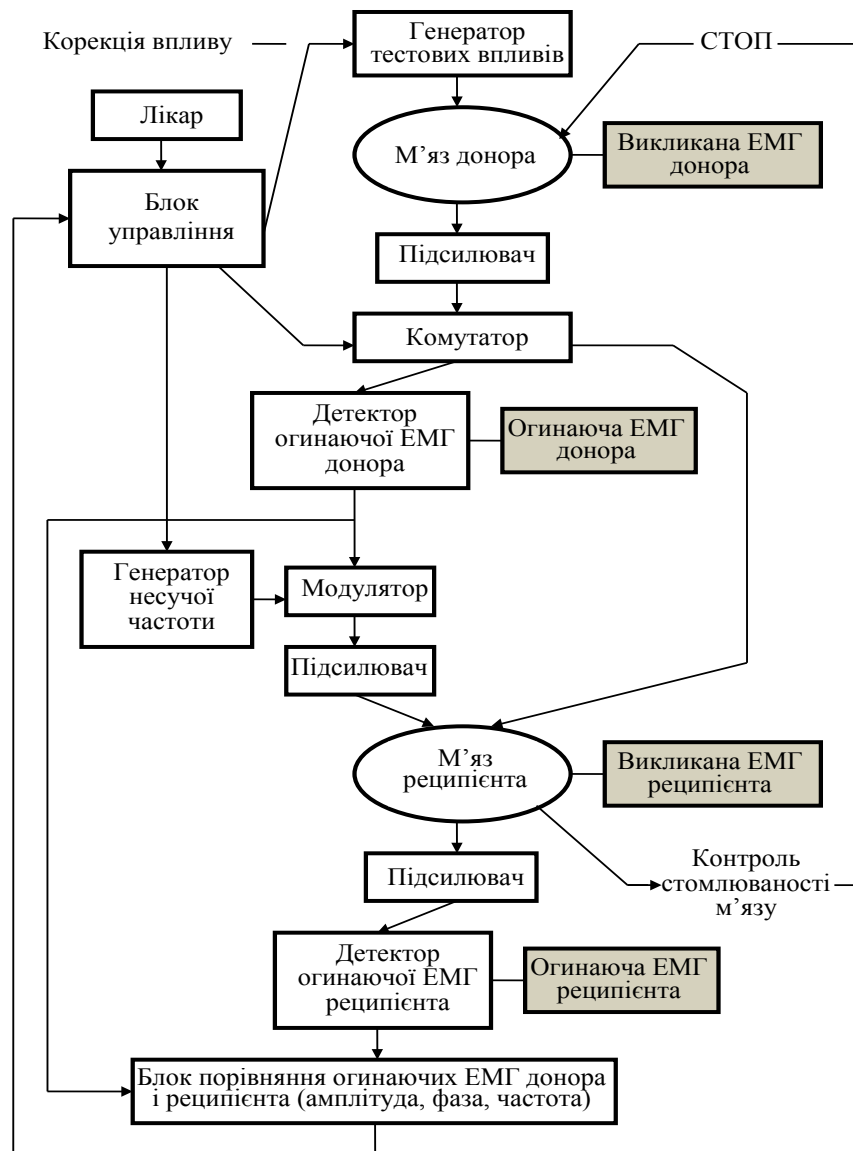 Корекція впливу
Генератор
тестових впливів
СТОП
Лікар
М’яз донора
Викликана ЕМГ
донора
Блок
управління
Підсилювач
Комутатор
Детектор
огинаючої ЕМГ
донора
Огинаюча ЕМГ
донора
Генератор
несучої
частоти
Модулятор
Підсилювач
М’яз
реципієнта
Викликана ЕМГ
реципієнта
Підсилювач
Контроль
стомлюваності
м’язу
Детектор
огинаючої ЕМГ
реципієнта
Огинаюча ЕМГ
реципієнта
Блок порівняння огинаючих ЕМГ донора
і реципієнта (амплітуда, фаза, частота)